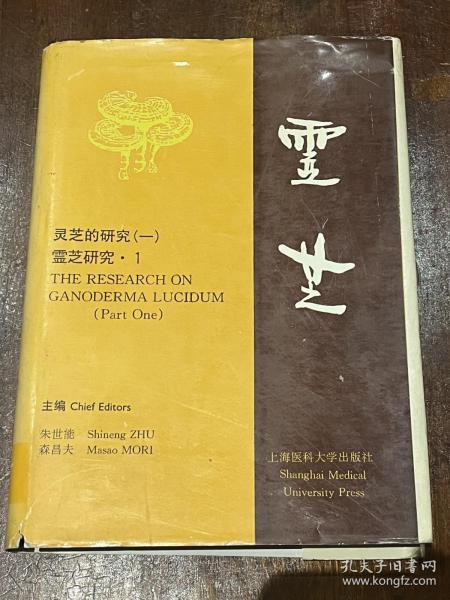 灵芝的研究(一)
霊芝研究·1
THE RESEARCH ON
GANODERMA LUCIDUM
(Part One)
主编 Chief Editors
朱世能 Shineng ZHU
森昌夫 Masao MORI
霊芝
上海医科大学出版社
Shanghai Medical
University Press
孔夫子旧书网
www.kongfz.com